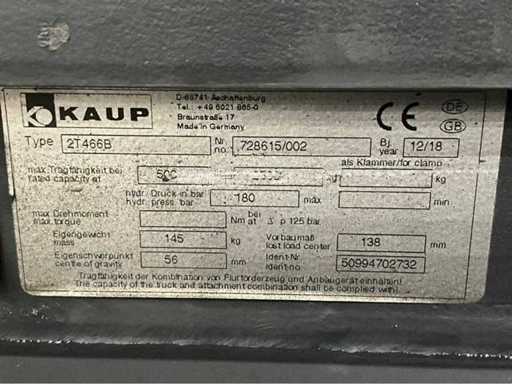 KAUP
D-63741 Aschaffenburg
Tel.: +49 6021 865-0
Braunstraße 17
Made in Germany
CE
DE
GB
Type 2T466B Nr. no. 728615/002 Bj. year 12/18
als Klammer/for clamp
max. Tragfähigkeit bei
rated capacity at kg
hydr. Druck in bar
hydr. press. bar 180 max min
max. Drehmoment
max. torque Nm bei at Δ p 125 bar
Eigengewicht
mass 145 kg
Vorbaumaß
lost load center 138 mm
Eigenschwerpunkt
centre of gravity 56 mm
Ident-Nr.
Ident-no. 50994702732
Tragfähigkeit der Kombination von Flurförderzeug und Anbaugerät einhalten!
The capacity of the truck and attachment combination shall be complied with!